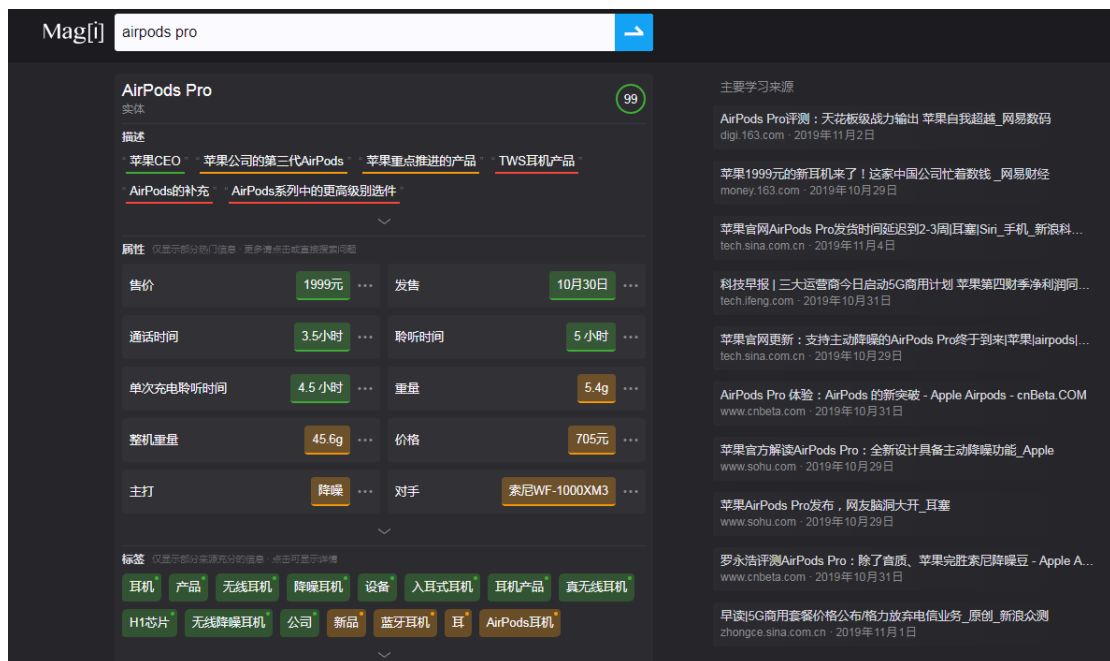 Mag[i]
airpods pro
AirPods Pro
99
实体
描述
“苹果CEO” “苹果公司的第三代AirPods” “苹果重点推进的产品” “TWS耳机产品”
“AirPods的补充” “AirPods系列中的更高级别选件”
属性 仅显示部分热门信息 · 更多请点击或直接搜索问题
售价 1999元 ··· 发售 10月30日 ···
通话时间 3.5小时 ··· 聆听时间 5 小时 ···
单次充电聆听时间 4.5 小时 ··· 重量 5.4g ···
整机重量 45.6g ··· 价格 705元 ···
主打 降噪 ··· 对手 索尼WF-1000XM3 ···
标签 仅显示部分来源充分的信息 · 点击可显示详情
耳机 产品 无线耳机 降噪耳机 设备 入耳式耳机 耳机产品 真无线耳机
H1芯片 无线降噪耳机 公司 新品 蓝牙耳机 耳 AirPods耳机
主要学习来源
AirPods Pro评测：天花板级战力输出 苹果自我超越_网易数码
digi.163.com · 2019年11月2日
苹果1999元的新耳机来了！这家中国公司忙着数钱 _网易财经
money.163.com · 2019年10月29日
苹果官网AirPods Pro发货时间延迟到2-3周|耳塞|Siri_手机_新浪科...
tech.sina.com.cn · 2019年11月4日
科技早报 | 三大运营商今日启动5G商用计划 苹果第四财季净利润同...
tech.ifeng.com · 2019年10月31日
苹果官网更新：支持主动降噪的AirPods Pro终于到来|苹果|airpods|...
tech.sina.com.cn · 2019年10月29日
AirPods Pro 体验：AirPods 的新突破 - Apple Airpods - cnBeta.COM
www.cnbeta.com · 2019年10月31日
苹果官方解读AirPods Pro：全新设计具备主动降噪功能_Apple
www.sohu.com · 2019年10月29日
苹果AirPods Pro发布，网友脑洞大开_耳塞
www.sohu.com · 2019年10月29日
罗永浩评测AirPods Pro：除了音质、苹果完胜索尼降噪豆 - Apple A...
www.cnbeta.com · 2019年10月31日
早读|5G商用套餐价格公布/格力放弃电信业务_原创_新浪众测
zhongce.sina.com.cn · 2019年11月1日